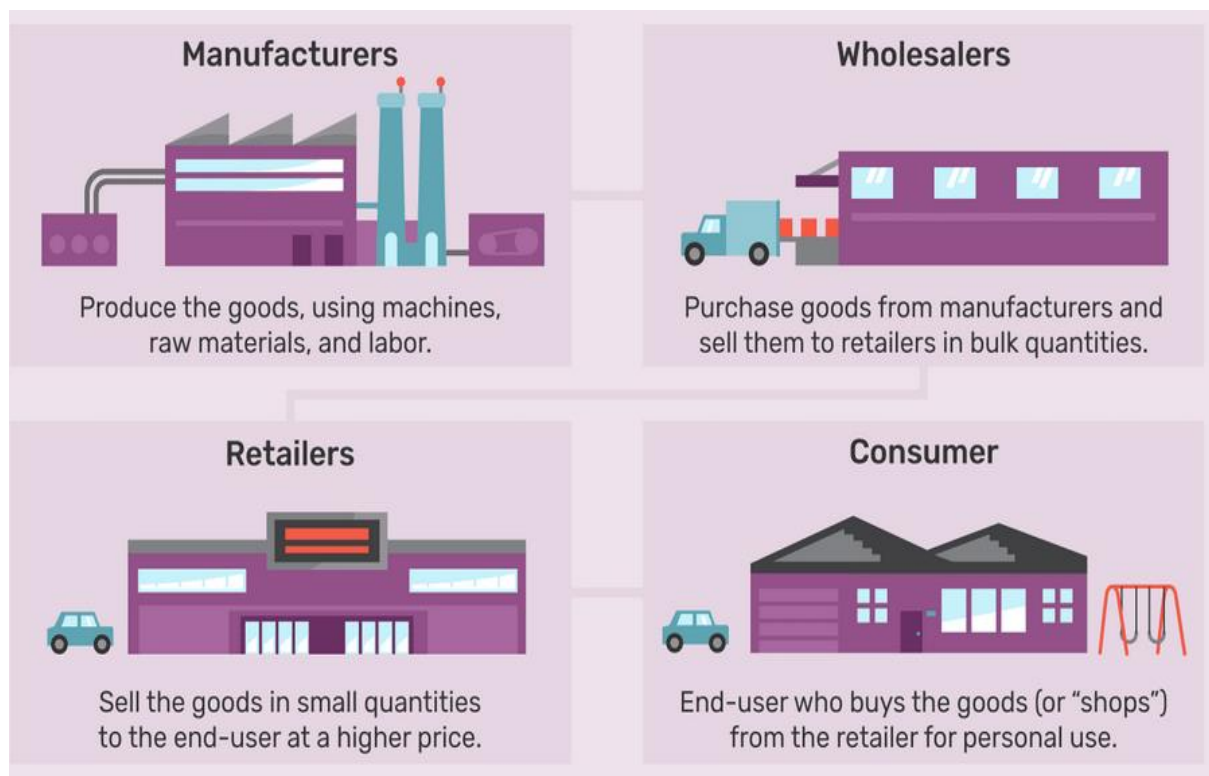 Manufacturers
Produce the goods, using machines,
raw materials, and labor.
Wholesalers
Purchase goods from manufacturers and
sell them to retailers in bulk quantities.
Retailers
Sell the goods in small quantities
to the end-user at a higher price.
Consumer
End-user who buys the goods (or “shops”)
from the retailer for personal use.